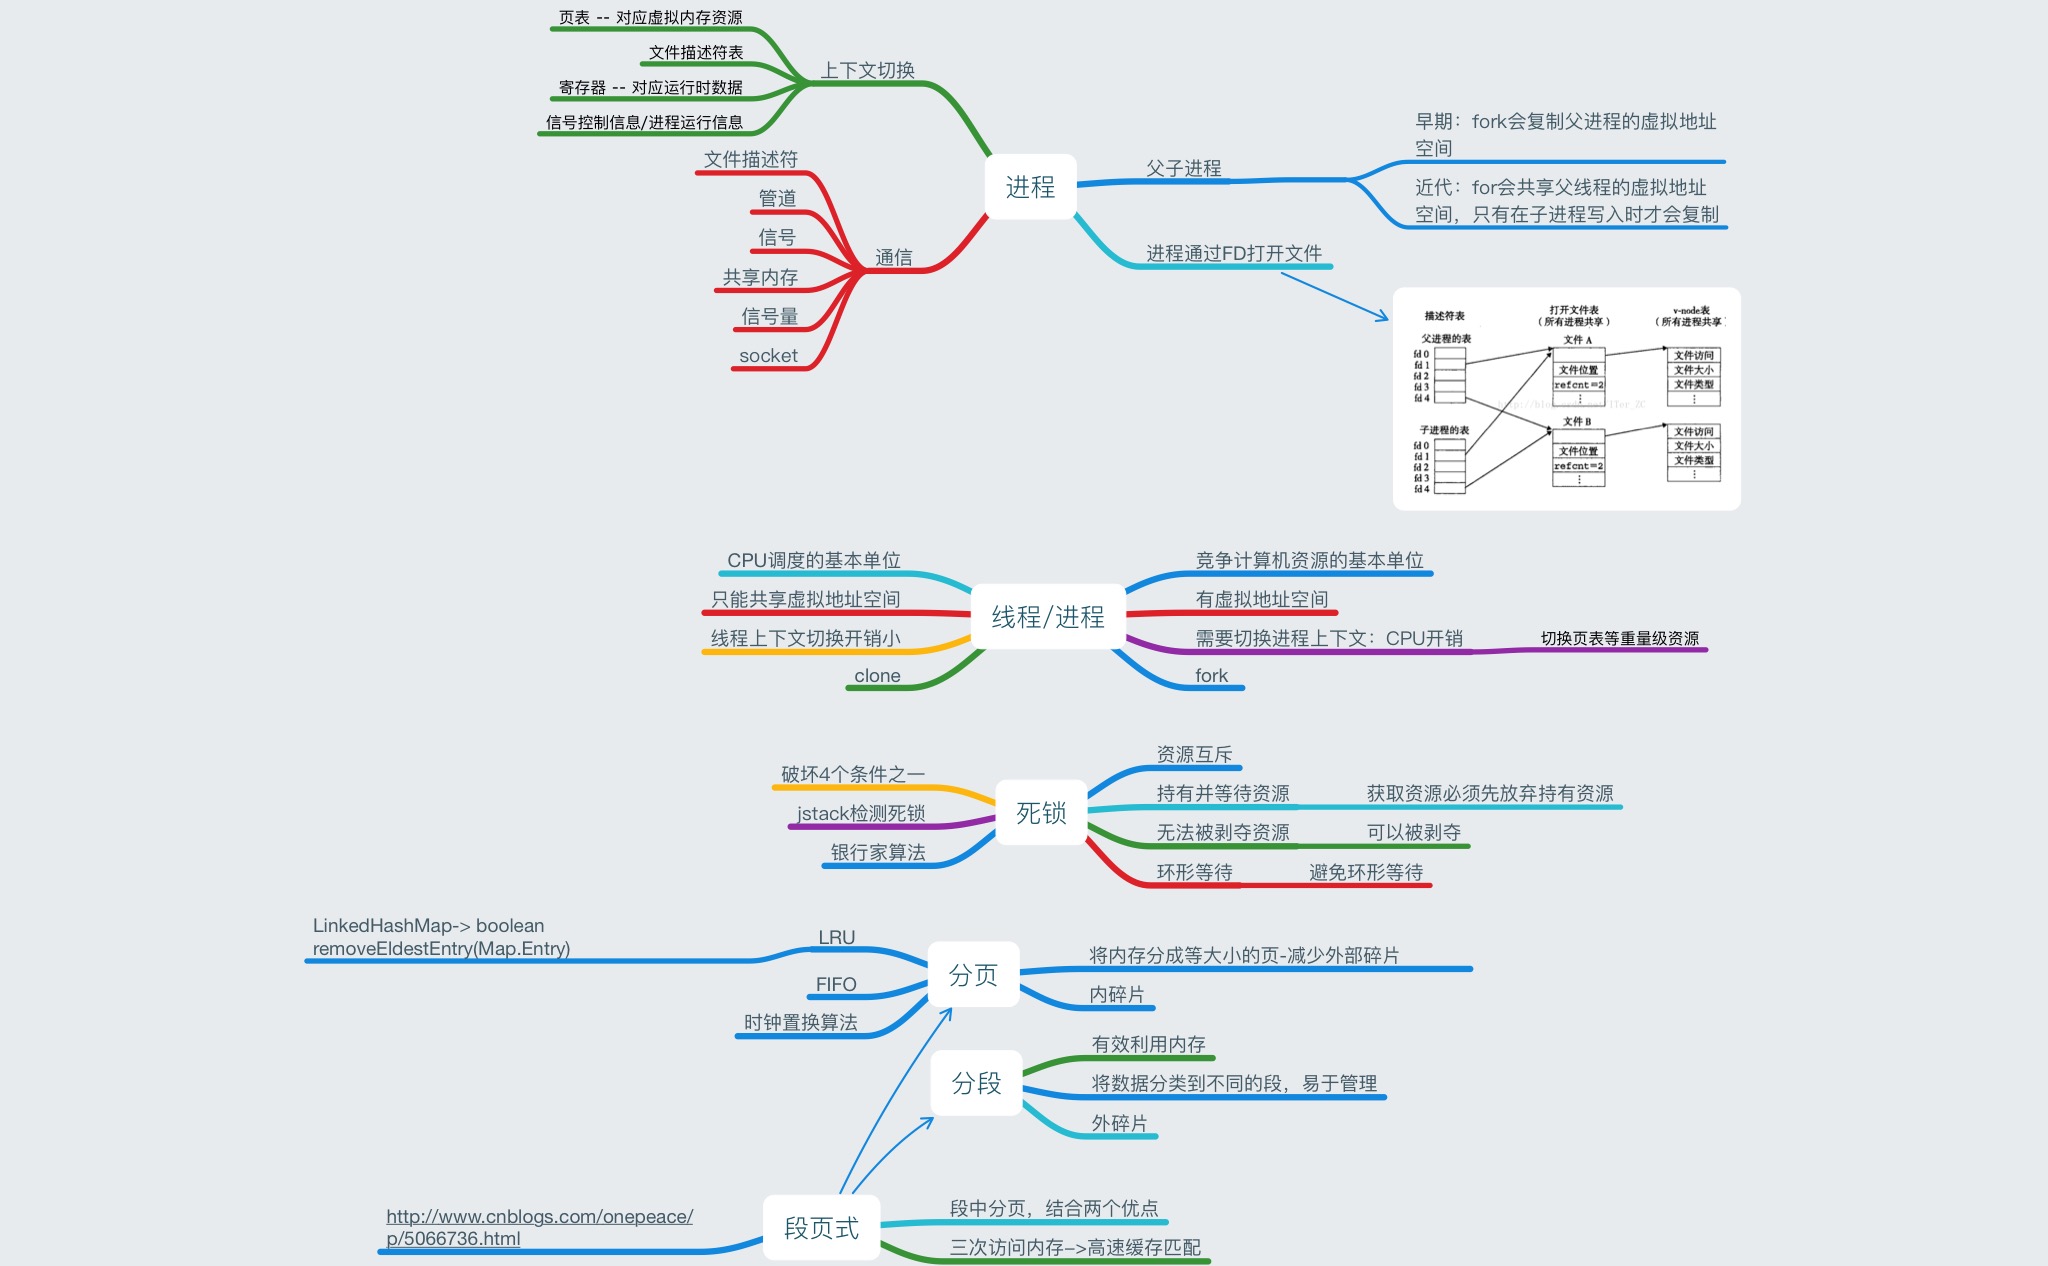 页表 -- 对应虚拟内存资源
文件描述符表
寄存器 -- 对应运行时数据
信号控制信息/进程运行信息
上下文切换
文件描述符
管道
信号
共享内存
信号量
socket
通信
进程
父子进程
早期：fork会复制父进程的虚拟地址
空间
近代：for会共享父线程的虚拟地址
空间，只有在子进程写入时才会复制
进程通过FD打开文件
描述符表
打开文件表
（所有进程共享）
v-node表
（所有进程共享）
父进程的表
fd 0
fd 1
fd 2
fd 3
fd 4
文件 A
文件位置
refcnt=2
⋮
文件访问
文件大小
文件类型
⋮
子进程的表
fd 0
fd 1
fd 2
fd 3
fd 4
文件 B
文件位置
refcnt=2
⋮
文件访问
文件大小
文件类型
⋮
CPU调度的基本单位
只能共享虚拟地址空间
线程上下文切换开销小
clone
线程/进程
竞争计算机资源的基本单位
有虚拟地址空间
需要切换进程上下文：CPU开销
切换页表等重量级资源
fork
破坏4个条件之一
jstack检测死锁
银行家算法
死锁
资源互斥
持有并等待资源
获取资源必须先放弃持有资源
无法被剥夺资源
可以被剥夺
环形等待
避免环形等待
LinkedHashMap-> boolean
removeEldestEntry(Map.Entry)
LRU
FIFO
时钟置换算法
分页
将内存分成等大小的页-减少外部碎片
内碎片
分段
有效利用内存
将数据分类到不同的段，易于管理
外碎片
http://www.cnblogs.com/onepeace/
p/5066736.html
段页式
段中分页，结合两个优点
三次访问内存->高速缓存匹配